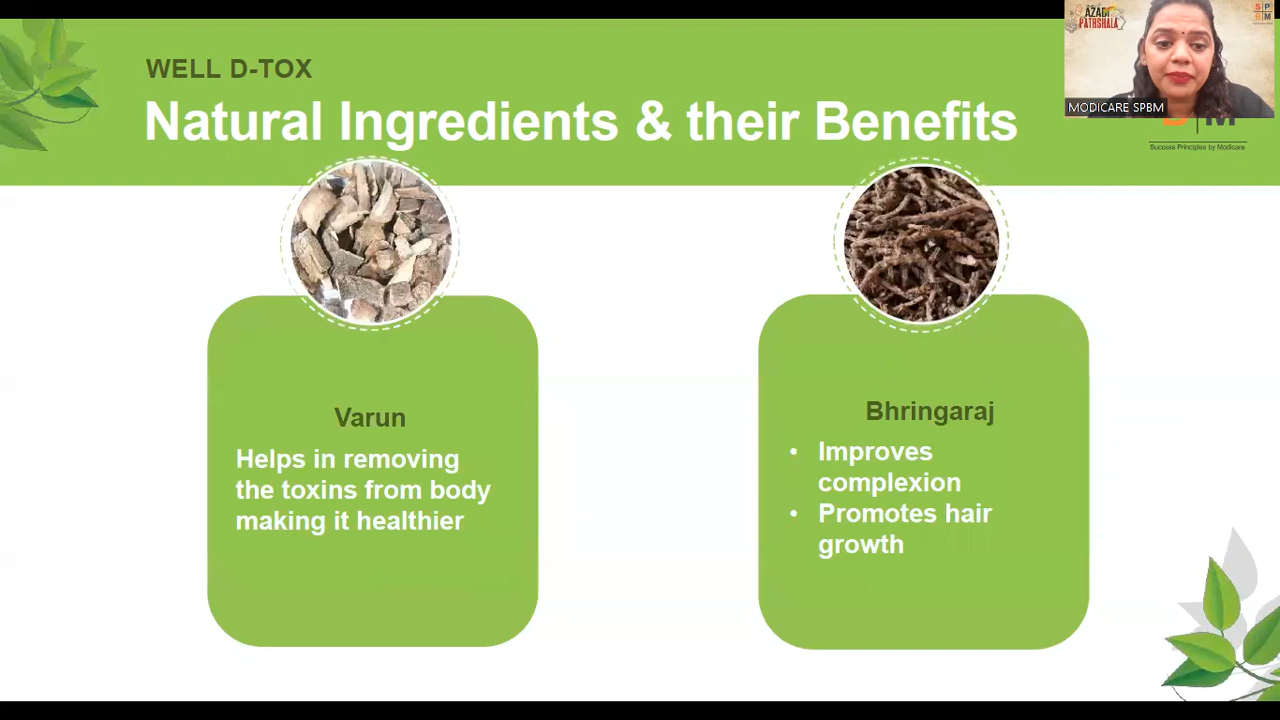 WELL D-TOX
Natural Ingredients & their Benefits
AZADI
PATHSHALA
MODICARE SPBM
Success Principles by Modicare
Varun
Helps in removing
the toxins from body
making it healthier
Bhringaraj
• Improves
complexion
• Promotes hair
growth